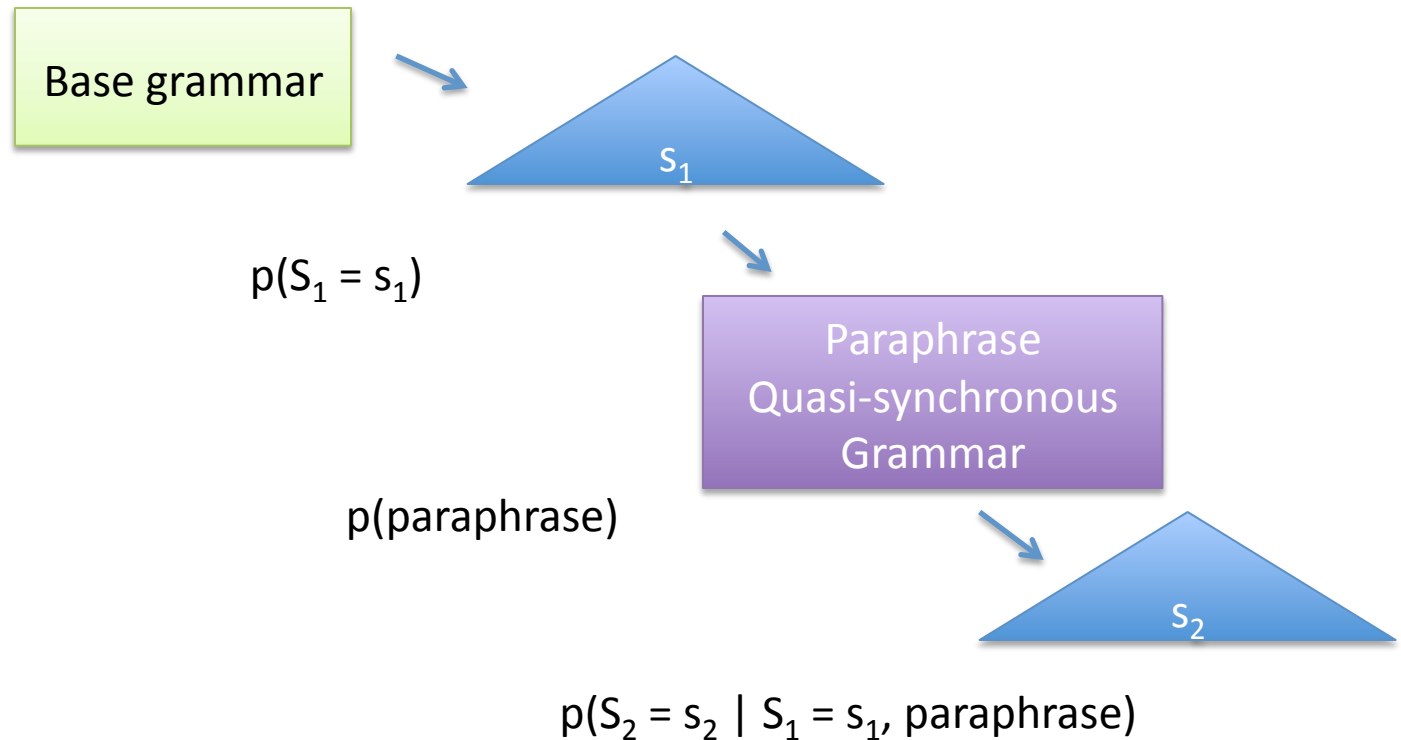 Base grammar
s₁
p(S₁ = s₁)
Paraphrase
Quasi-synchronous
Grammar
p(paraphrase)
s₂
p(S₂ = s₂ | S₁ = s₁, paraphrase)